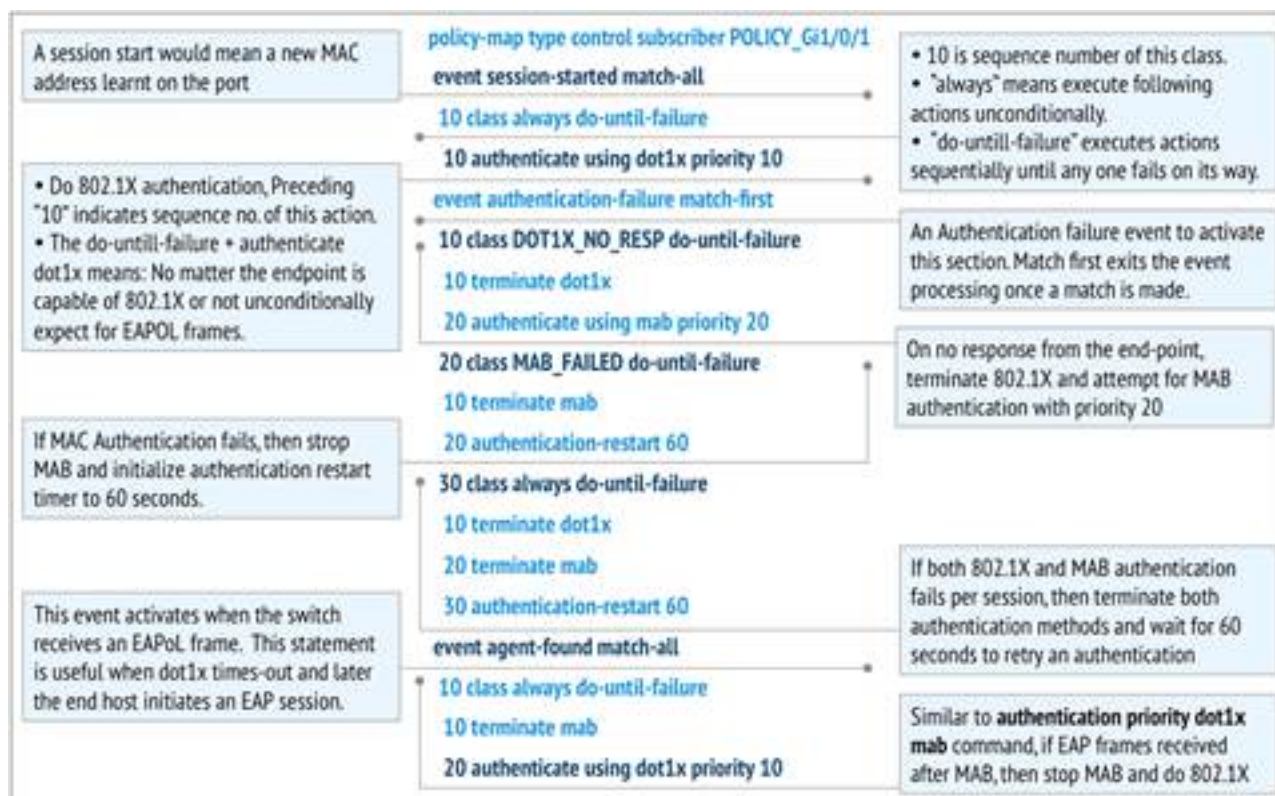 policy-map type control subscriber POLICY_Gi1/0/1
A session start would mean a new MAC
address learnt on the port
event session-started match-all
• 10 is sequence number of this class.
• "always" means execute following
actions unconditionally.
• "do-untill-failure" executes actions
sequentially until any one fails on its way.
10 class always do-until-failure
10 authenticate using dot1x priority 10
• Do 802.1X authentication, Preceding
"10" indicates sequence no. of this action.
• The do-untill-failure + authenticate
dot1x means: No matter the endpoint is
capable of 802.1X or not unconditionally
expect for EAPOL frames.
event authentication-failure match-first
An Authentication failure event to activate
this section. Match first exits the event
processing once a match is made.
10 class DOT1X_NO_RESP do-until-failure
10 terminate dot1x
20 authenticate using mab priority 20
On no response from the end-point,
terminate 802.1X and attempt for MAB
authentication with priority 20
20 class MAB_FAILED do-until-failure
10 terminate mab
20 authentication-restart 60
If MAC Authentication fails, then strop
MAB and initialize authentication restart
timer to 60 seconds.
30 class always do-until-failure
10 terminate dot1x
20 terminate mab
30 authentication-restart 60
If both 802.1X and MAB authentication
fails per session, then terminate both
authentication methods and wait for 60
seconds to retry an authentication
This event activates when the switch
receives an EAPoL frame. This statement
is useful when dot1x times-out and later
the end host initiates an EAP session.
event agent-found match-all
10 class always do-until-failure
10 terminate mab
20 authenticate using dot1x priority 10
Similar to authentication priority dot1x
mab command, if EAP frames received
after MAB, then stop MAB and do 802.1X